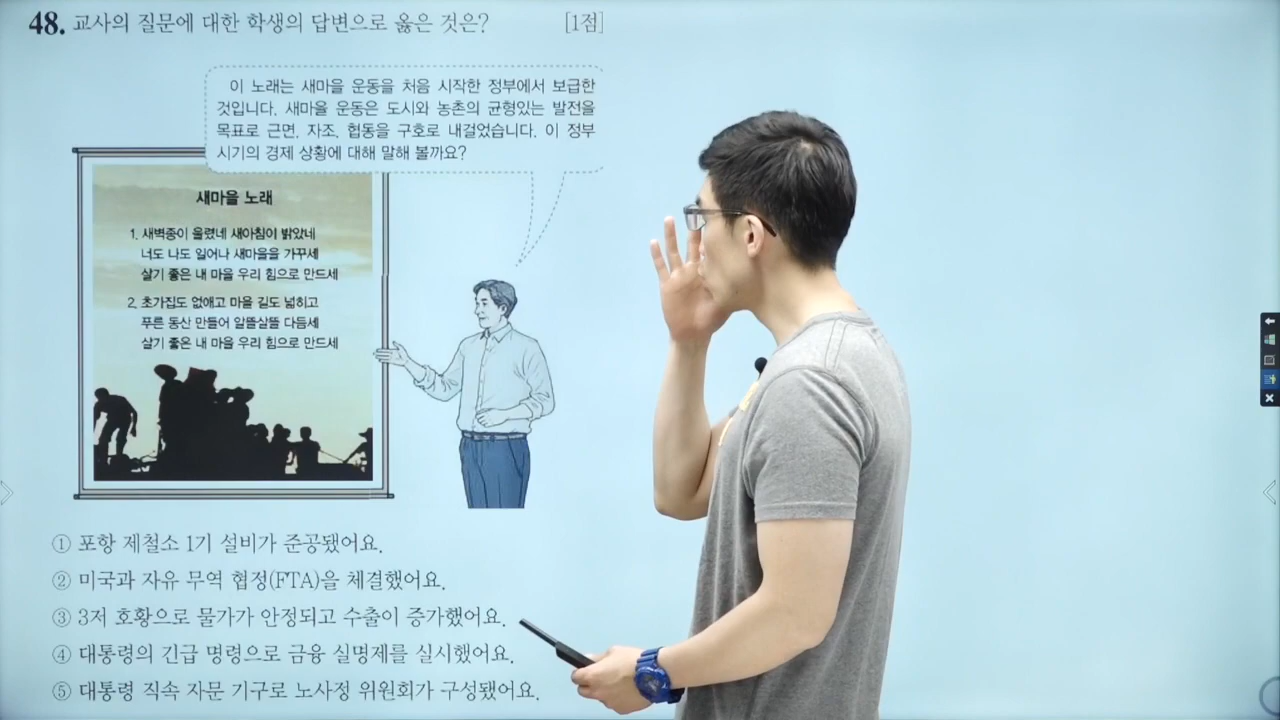 48. 교사의 질문에 대한 학생의 답변으로 옳은 것은? [1점]
이 노래는 새마을 운동을 처음 시작한 정부에서 보급한
것입니다. 새마을 운동은 도시와 농촌의 균형있는 발전을
목표로 근면, 자조, 협동을 구호로 내걸었습니다. 이 정부
시기의 경제 상황에 대해 말해 볼까요?
새마을 노래
1. 새벽종이 울렸네 새아침이 밝았네
너도 나도 일어나 새마을을 가꾸세
살기 좋은 내 마을 우리 힘으로 만드세
2. 초가집도 없애고 마을 길도 넓히고
푸른 동산 만들어 알뜰살뜰 다듬세
살기 좋은 내 마을 우리 힘으로 만드세
① 포항 제철소 1기 설비가 준공됐어요.
② 미국과 자유 무역 협정(FTA)을 체결했어요.
③ 3저 호황으로 물가가 안정되고 수출이 증가했어요.
④ 대통령의 긴급 명령으로 금융 실명제를 실시했어요.
⑤ 대통령 직속 자문 기구로 노사정 위원회가 구성됐어요.